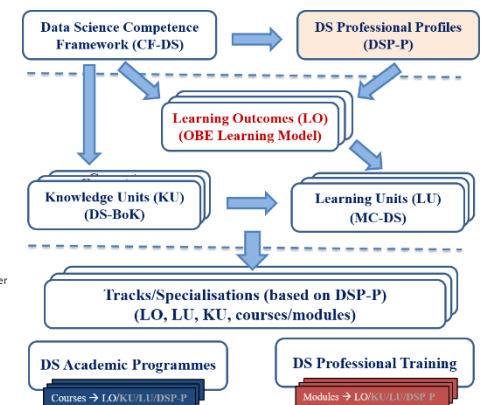 Data Science Competence
Framework (CF-DS)
DS Professional Profiles
(DSP-P)
Learning Outcomes (LO)
(OBE Learning Model)
Knowledge Units (KU)
(DS-BoK)
Learning Units (LU)
(MC-DS)
er
Tracks/Specialisations (based on DSP-P)
(LO, LU, KU, courses/modules)
DS Academic Programmes
DS Professional Training
Courses → LO/KU/LU/DSP-P
Modules → LO/KU/LU/DSP-P